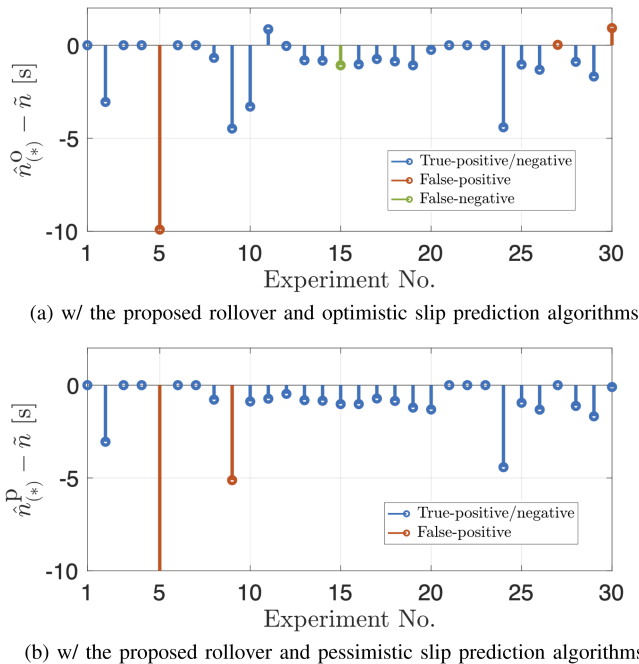 0
-5
-10
1 5 10 15 20 25 30
n̂ᵒ₍*₎ − ñ [s]
True-positive/negative
False-positive
False-negative
Experiment No.
(a) w/ the proposed rollover and optimistic slip prediction algorithms
0
-5
-10
1 5 10 15 20 25 30
n̂ᵖ₍*₎ − ñ [s]
True-positive/negative
False-positive
Experiment No.
(b) w/ the proposed rollover and pessimistic slip prediction algorithms